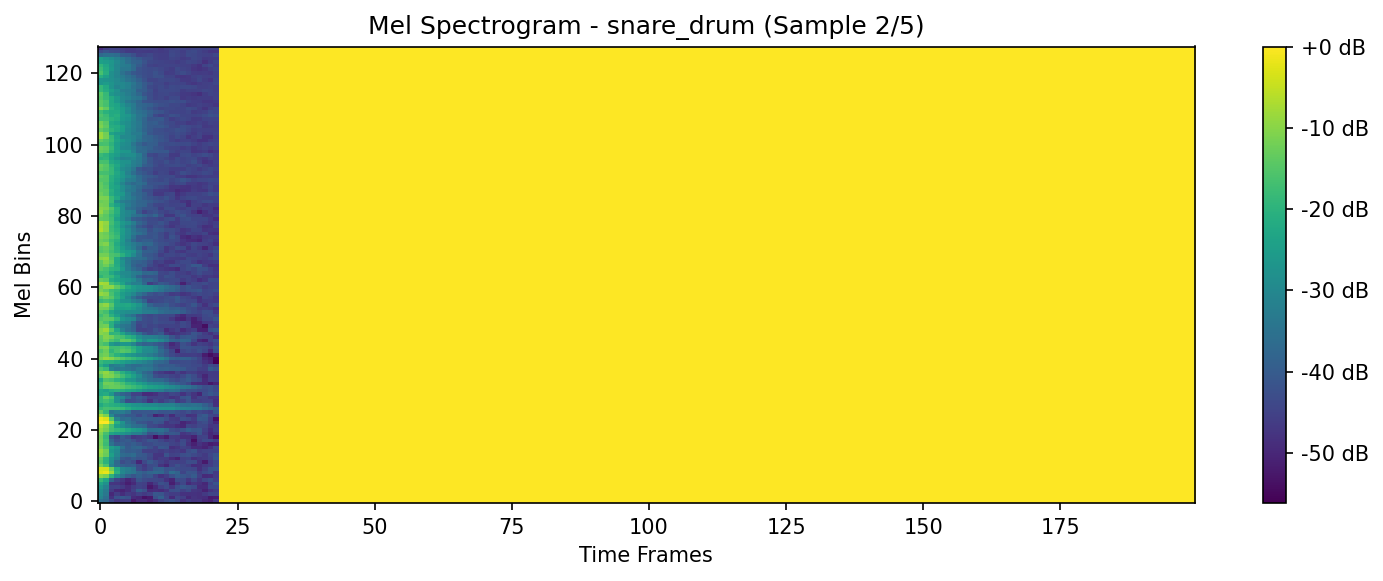 Mel Spectrogram - snare_drum (Sample 2/5)
Mel Bins
120
100
80
60
40
20
0
0 25 50 75 100 125 150 175
Time Frames
+0 dB
-10 dB
-20 dB
-30 dB
-40 dB
-50 dB